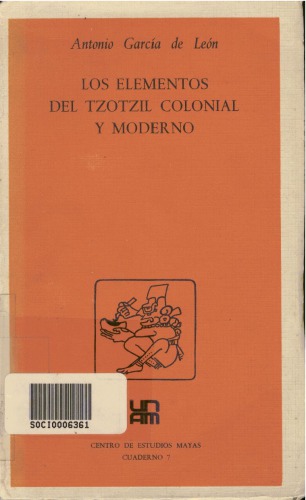 Antonio García de León
LOS ELEMENTOS
DEL TZOTZIL COLONIAL
Y MODERNO
SOCI0006361
UN
AM
CENTRO DE ESTUDIOS MAYAS
CUADERNO 7